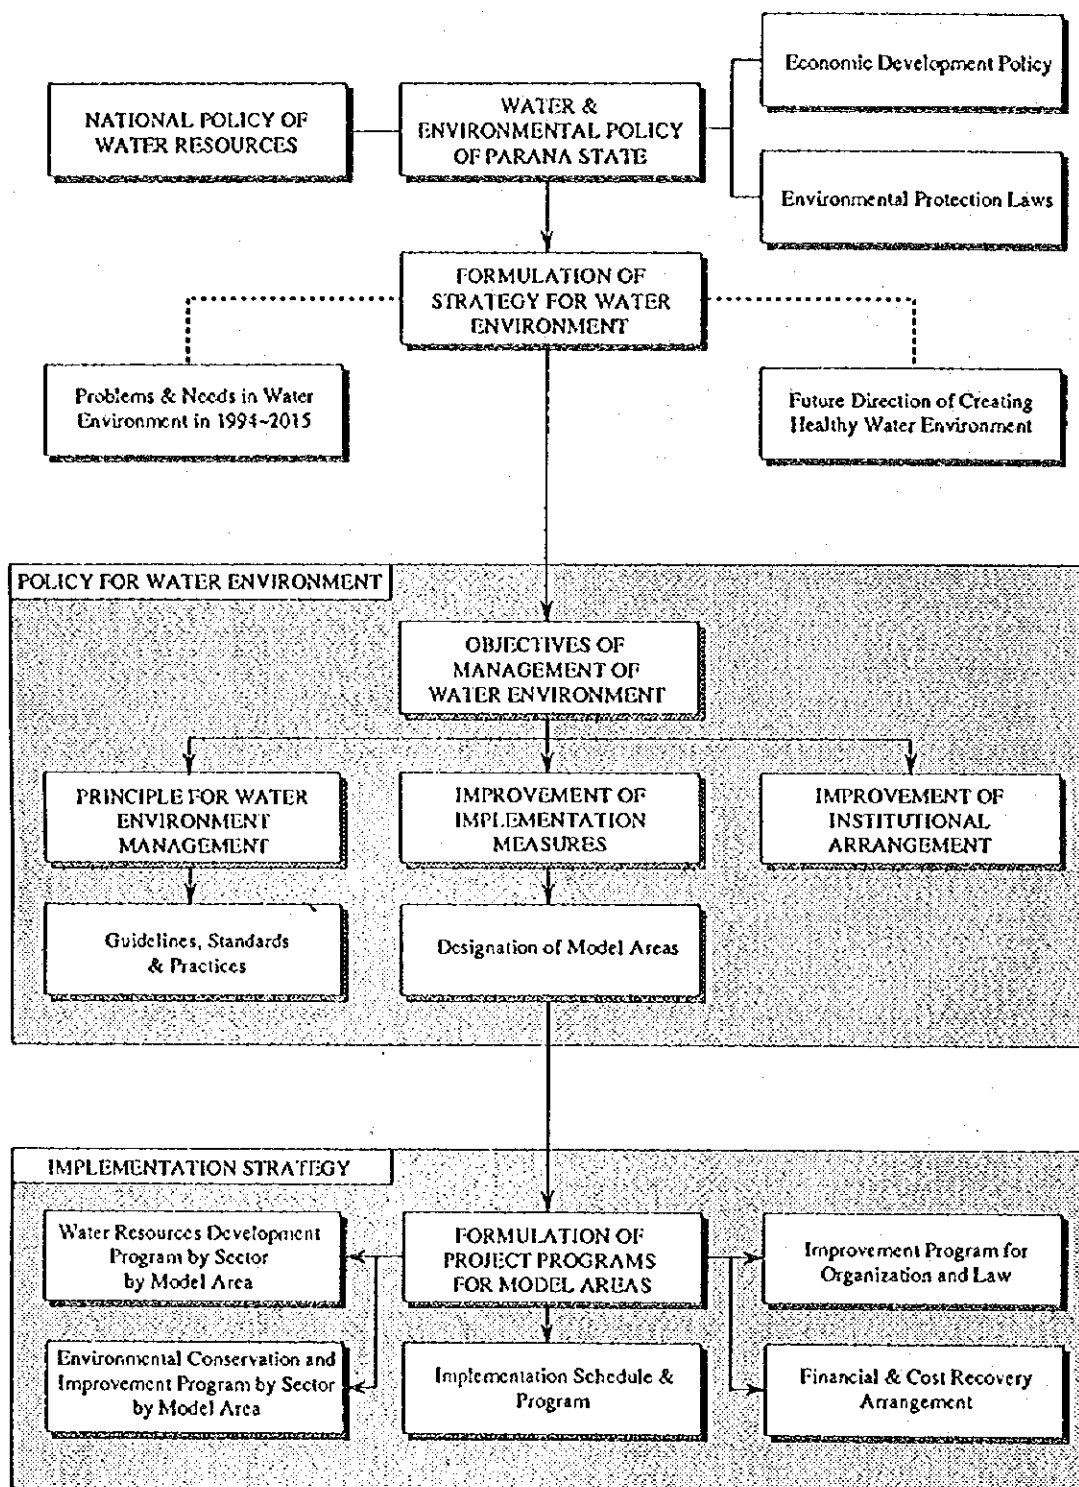 Economic Development Policy
NATIONAL POLICY OF
WATER RESOURCES
WATER &
ENVIRONMENTAL POLICY
OF PARANA STATE
Environmental Protection Laws
FORMULATION OF
STRATEGY FOR WATER
ENVIRONMENT
Problems & Needs in Water
Environment in 1994~2015
Future Direction of Creating
Healthy Water Environment
POLICY FOR WATER ENVIRONMENT
OBJECTIVES OF
MANAGEMENT OF
WATER ENVIRONMENT
PRINCIPLE FOR WATER
ENVIRONMENT
MANAGEMENT
IMPROVEMENT OF
IMPLEMENTATION
MEASURES
IMPROVEMENT OF
INSTITUTIONAL
ARRANGEMENT
Guidelines, Standards
& Practices
Designation of Model Areas
IMPLEMENTATION STRATEGY
Water Resources Development
Program by Sector
by Model Area
FORMULATION OF
PROJECT PROGRAMS
FOR MODEL AREAS
Improvement Program for
Organization and Law
Environmental Conservation and
Improvement Program by Sector
by Model Area
Implementation Schedule &
Program
Financial & Cost Recovery
Arrangement